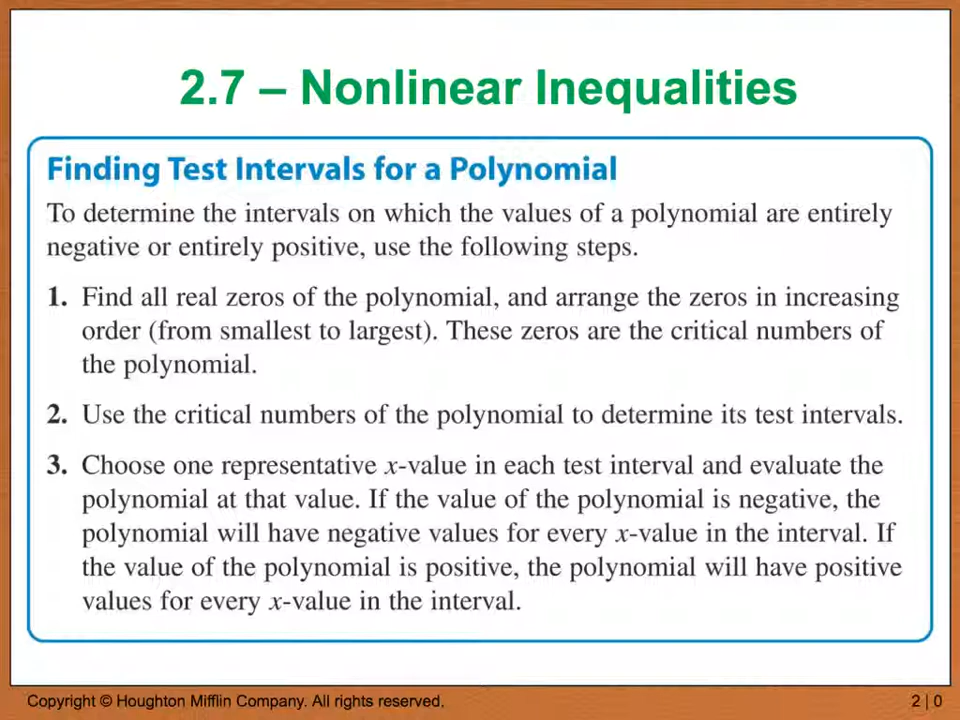 2.7 – Nonlinear Inequalities
Finding Test Intervals for a Polynomial
To determine the intervals on which the values of a polynomial are entirely
negative or entirely positive, use the following steps.
1. Find all real zeros of the polynomial, and arrange the zeros in increasing
order (from smallest to largest). These zeros are the critical numbers of
the polynomial.
2. Use the critical numbers of the polynomial to determine its test intervals.
3. Choose one representative x-value in each test interval and evaluate the
polynomial at that value. If the value of the polynomial is negative, the
polynomial will have negative values for every x-value in the interval. If
the value of the polynomial is positive, the polynomial will have positive
values for every x-value in the interval.
Copyright © Houghton Mifflin Company. All rights reserved.
2 | 0